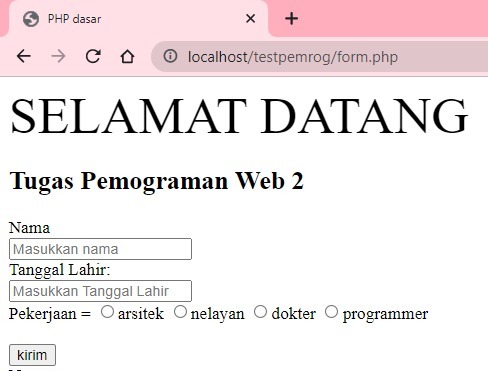 PHP dasar
localhost/testpemrog/form.php
SELAMAT DATANG
Tugas Pemograman Web 2
Nama
Masukkan nama
Tanggal Lahir:
Masukkan Tanggal Lahir
Pekerjaan = arsitek nelayan dokter programmer
kirim